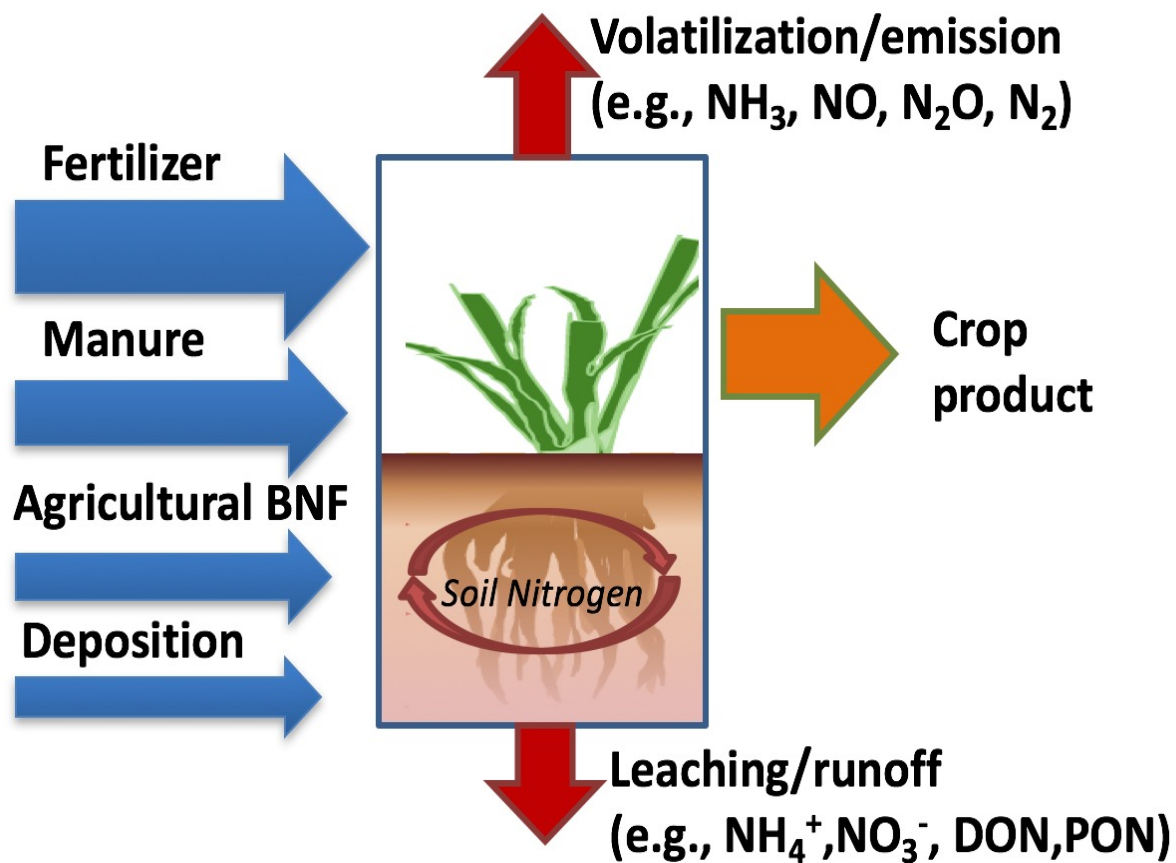 Volatilization/emission
(e.g., NH₃, NO, N₂O, N₂)
Fertilizer
Manure
Agricultural BNF
Deposition
Soil Nitrogen
Crop
product
Leaching/runoff
(e.g., NH₄⁺,NO₃⁻, DON,PON)